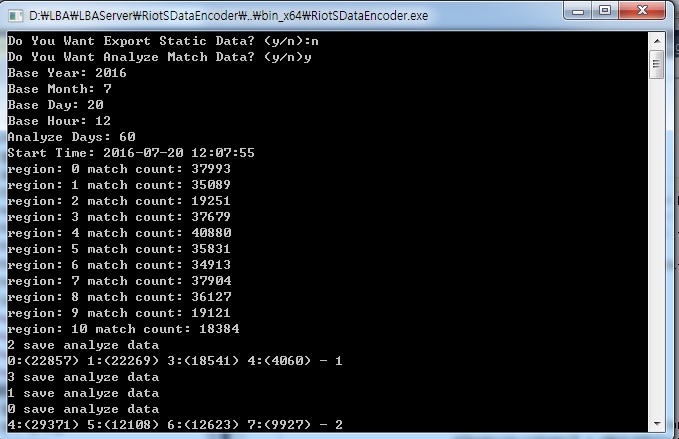 D:₩LBA₩LBAServer₩RiotSDataEncoder₩..₩bin_x64₩RiotSDataEncoder.exe
Do You Want Export Static Data? (y/n):n
Do You Want Analyze Match Data? (y/n)y
Base Year: 2016
Base Month: 7
Base Day: 20
Base Hour: 12
Analyze Days: 60
Start Time: 2016-07-20 12:07:55
region: 0 match count: 37993
region: 1 match count: 35089
region: 2 match count: 19251
region: 3 match count: 37679
region: 4 match count: 40880
region: 5 match count: 35831
region: 6 match count: 34913
region: 7 match count: 37904
region: 8 match count: 36127
region: 9 match count: 19121
region: 10 match count: 18384
2 save analyze data
0:(22857) 1:(22269) 3:(18541) 4:(4060) - 1
3 save analyze data
1 save analyze data
0 save analyze data
4:(29371) 5:(12108) 6:(12623) 7:(9927) - 2